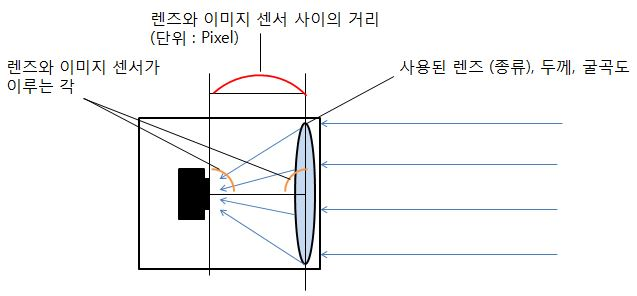 렌즈와 이미지 센서 사이의 거리
(단위 : Pixel)
렌즈와 이미지 센서가
이루는 각
사용된 렌즈 (종류), 두께, 굴곡도